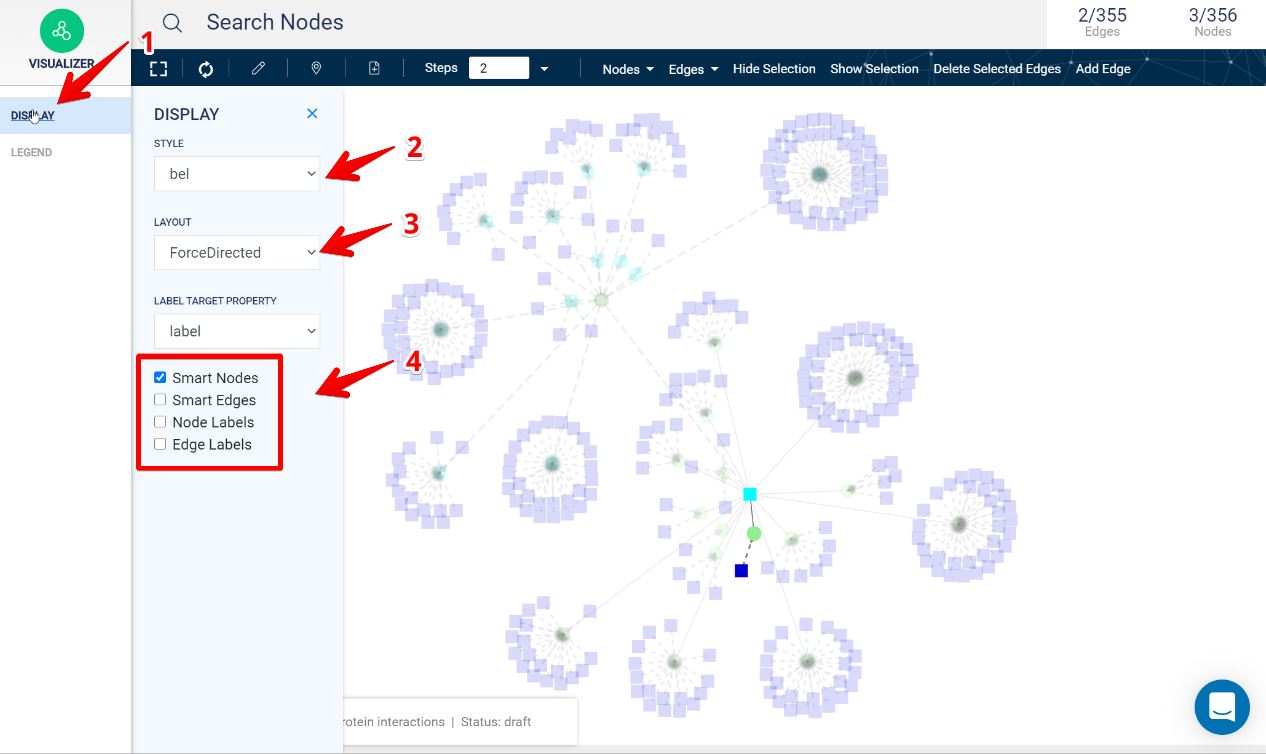 Search Nodes
2/355
3/356
Edges
Nodes
1
VISUALIZER
Steps
2
Nodes
Edges
Hide Selection
Show Selection
Delete Selected Edges
Add Edge
DISPLAY
LEGEND
DISPLAY
STYLE
2
bel
LAYOUT
3
ForceDirected
LABEL TARGET PROPERTY
label
4
Smart Nodes
Smart Edges
Node Labels
Edge Labels
interactions | Status: draft